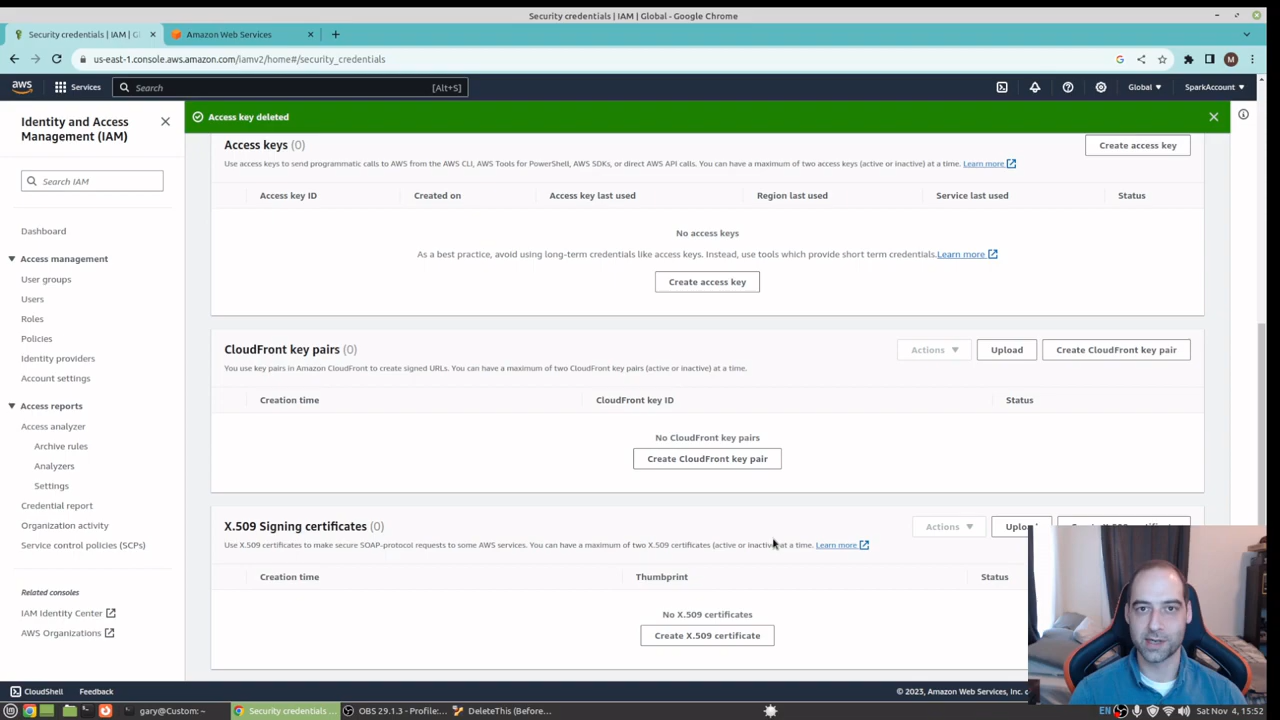 Security credentials | IAM | Global - Google Chrome
Security credentials | IAM | G
Amazon Web Services
us-east-1.console.aws.amazon.com/iamv2/home#/security_credentials
M
aws
Services
Search
[Alt+S]
Global
SparkAccount
Identity and Access Management (IAM)
Search IAM
Dashboard
Access management
User groups
Users
Roles
Policies
Identity providers
Account settings
Access reports
Access analyzer
Archive rules
Analyzers
Settings
Credential report
Organization activity
Service control policies (SCPs)
Related consoles
IAM Identity Center
AWS Organizations
Access key deleted
Access keys (0)
Create access key
Use access keys to send programmatic calls to AWS from the AWS CLI, AWS Tools for PowerShell, AWS SDKs, or direct AWS API calls. You can have a maximum of two access keys (active or inactive) at a time. Learn more
Access key ID Created on Access key last used Region last used Service last used Status
No access keys
As a best practice, avoid using long-term credentials like access keys. Instead, use tools which provide short term credentials. Learn more
Create access key
CloudFront key pairs (0)
Actions Upload Create CloudFront key pair
You use key pairs in Amazon CloudFront to create signed URLs. You can have a maximum of two CloudFront key pairs (active or inactive) at a time.
Creation time CloudFront key ID Status
No CloudFront key pairs
Create CloudFront key pair
X.509 Signing certificates (0)
Actions
Use X.509 certificates to make secure SOAP-protocol requests to some AWS services. You can have a maximum of two X.509 certificates (active or inactive) at a time. Learn more
Creation time Thumbprint Status
No X.509 certificates
Create X.509 certificate
CloudShell Feedback
© 2023, Amazon Web Services, Inc. o
gary@Custom: ~
Security credentials ...
OBS 29.1.3 - Profile:...
DeleteThis (Before...
EN
Sat Nov 4, 15:52